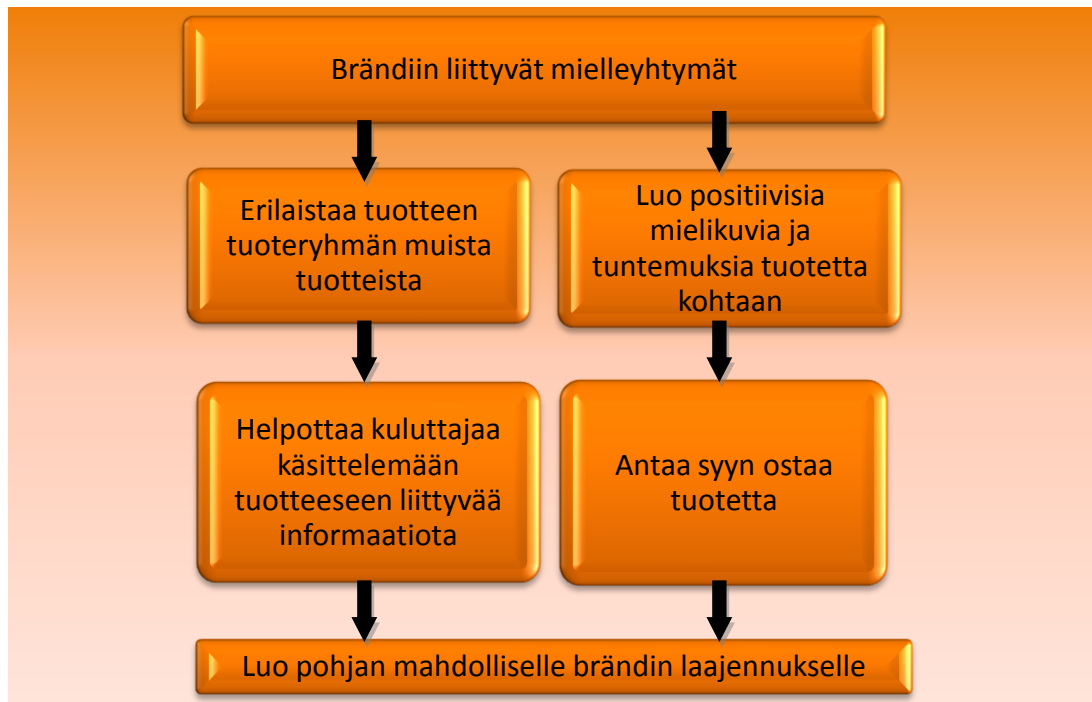 Brändiin liittyvät mielleyhtymät
Erilaistaa tuotteen
tuoteryhmän muista
tuotteista
Luo positiivisia
mielikuvia ja
tuntemuksia tuotetta
kohtaan
Helpottaa kuluttajaa
käsittelemään
tuotteeseen liittyvää
informaatiota
Antaa syyn ostaa
tuotetta
Luo pohjan mahdolliselle brändin laajennukselle